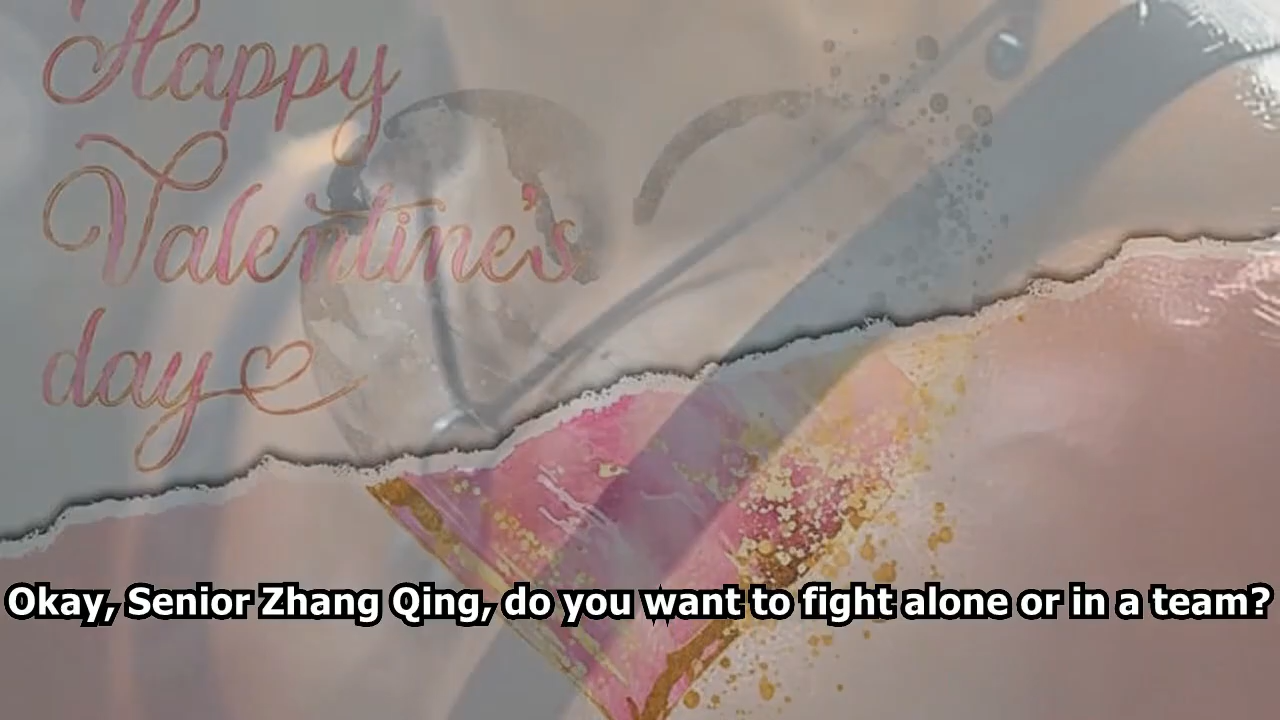 Happy
Valentine's
day
Okay, Senior Zhang Qing, do you want to fight alone or in a team?